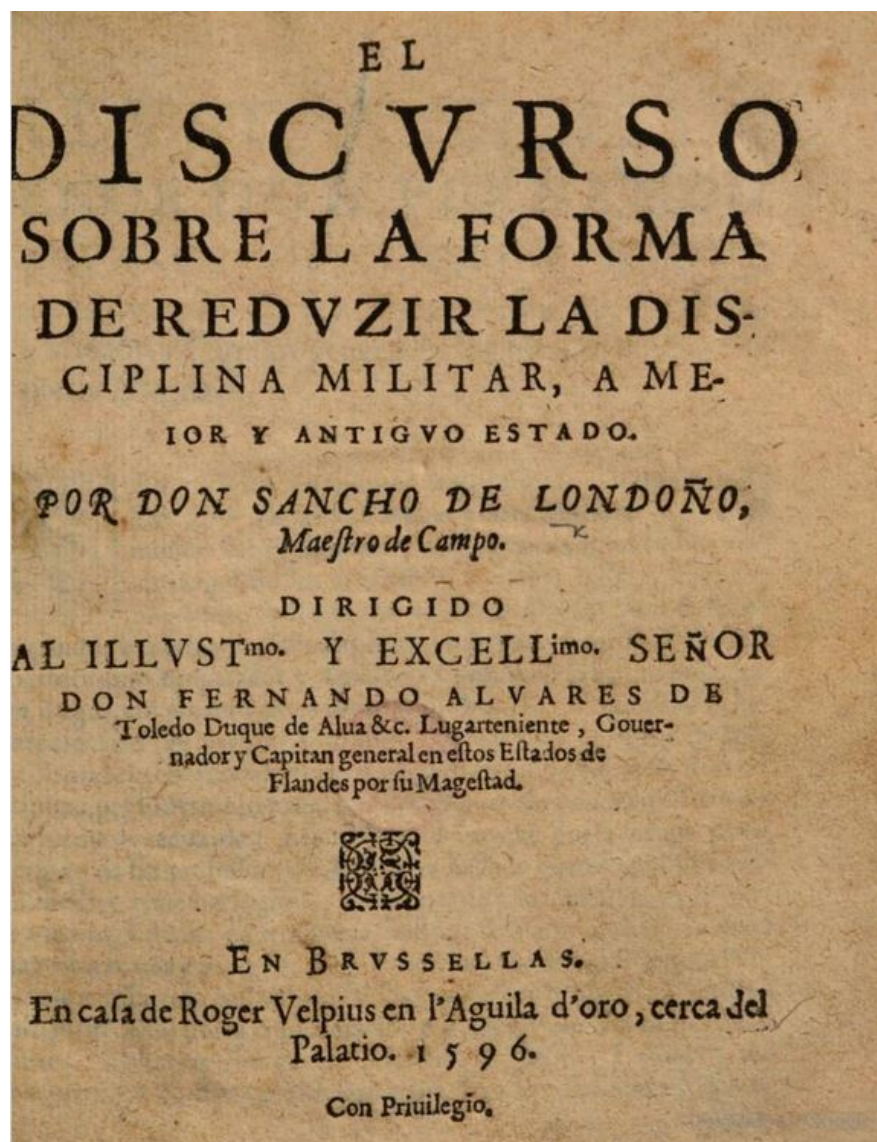 EL
DISCVRSO
SOBRE LA FORMA
DE REDVZIR LA DIS-
CIPLINA MILITAR, A ME-
IOR Y ANTIGVO ESTADO.
POR DON SANCHO DE LONDOÑO,
Maeſtro de Campo.
DIRIGIDO
AL ILLVSTmo. Y EXCELLimo. SEÑOR
DON FERNANDO ALVARES DE
Toledo Duque de Alua &c. Lugarteniente, Gouer-
nador y Capitan general en eſtos Eſtados de
Flandes por ſu Mageſtad.
EN BRVSSELLAS.
En caſa de Roger Velpius en l'Aguila d'oro, cerca del
Palatio. 1596.
Con Priuilegio.